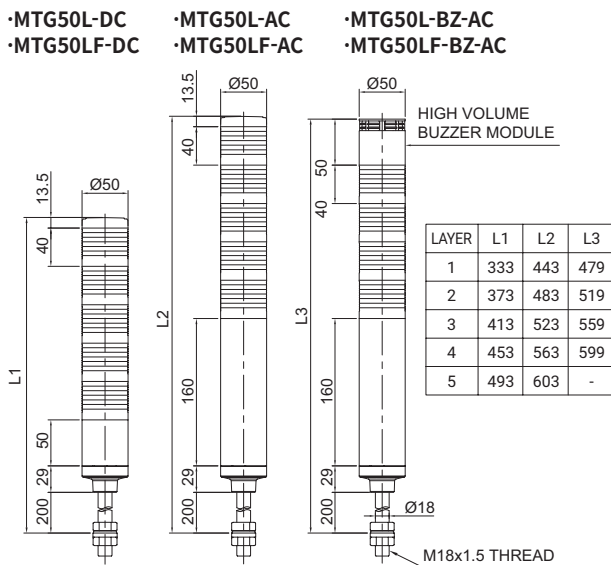 ·MTG50L-DC ·MTG50L-AC ·MTG50L-BZ-AC
·MTG50LF-DC ·MTG50LF-AC ·MTG50LF-BZ-AC
Ø50
13.5
40
L1
50
29
200
Ø50
13.5
40
L2
160
29
200
Ø50
HIGH VOLUME
BUZZER MODULE
50
40
L3
160
29
200
Ø18
M18x1.5 THREAD
LAYER L1 L2 L3
1 333 443 479
2 373 483 519
3 413 523 559
4 453 563 599
5 493 603 -